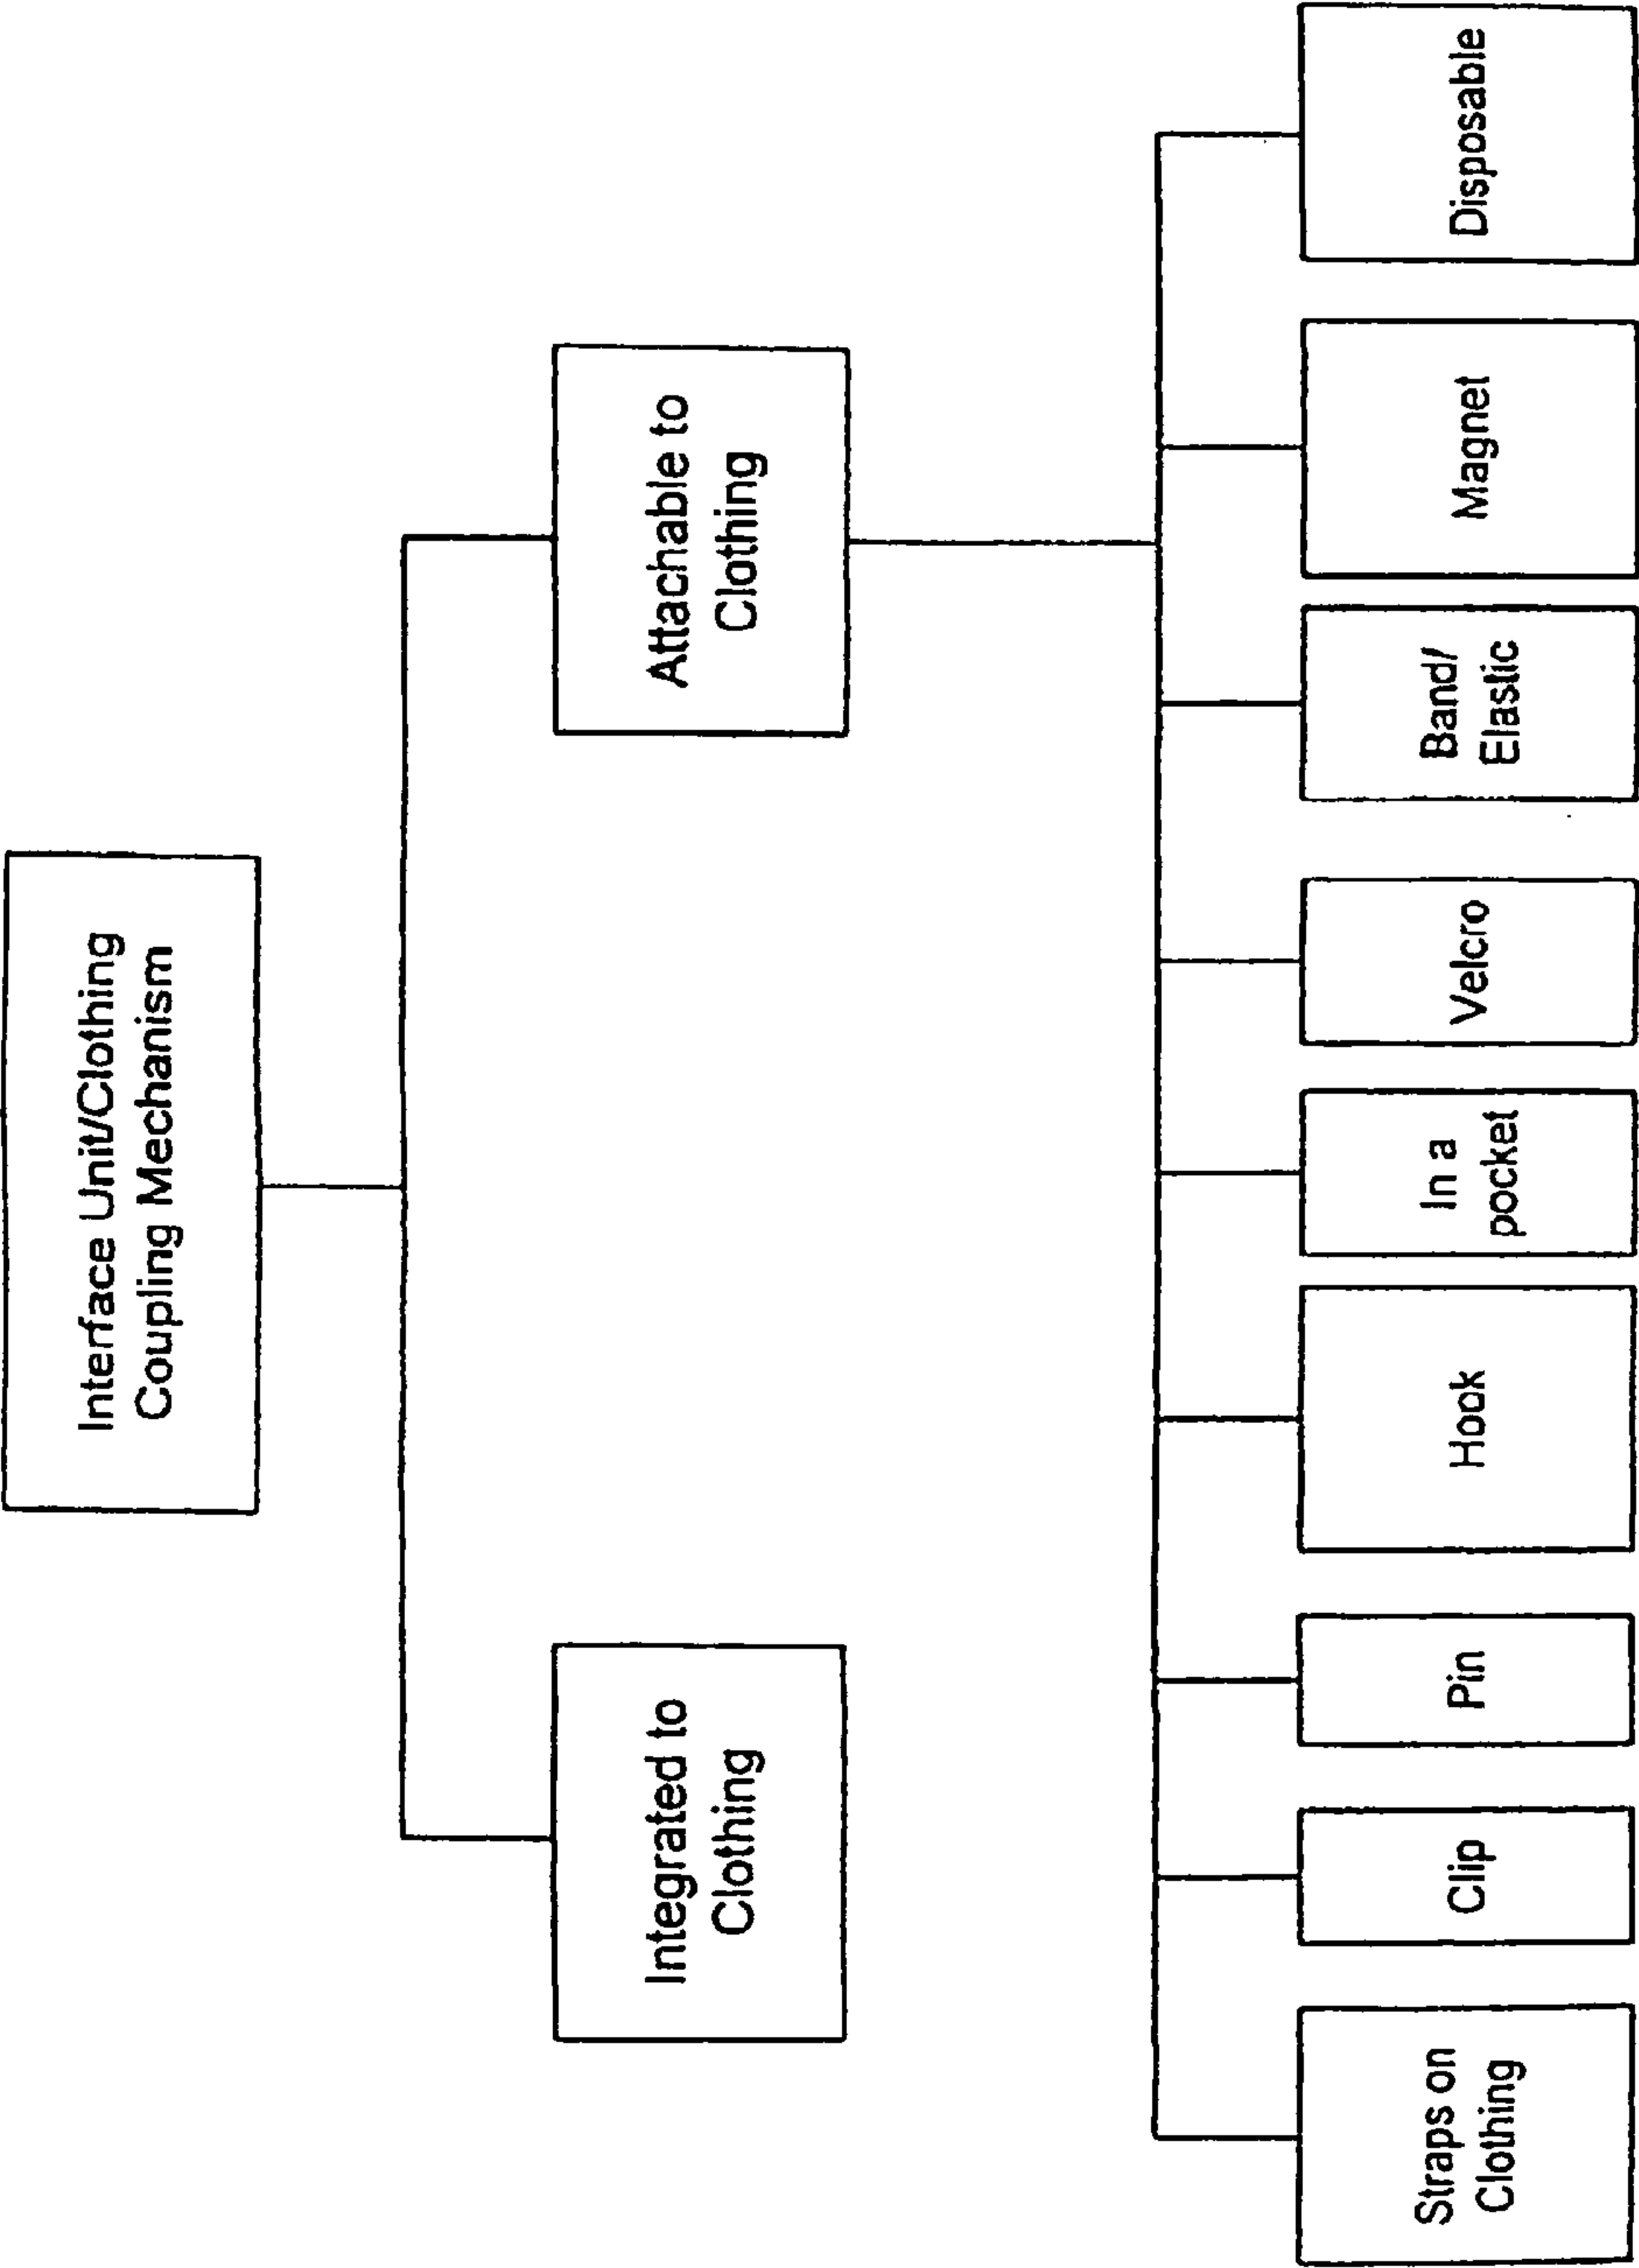 Interface Unit/Clothing
Coupling Mechanism
Integrated to
Clothing
Attachable to
Clothing
Straps on
Clothing
Clip
Pin
Hook
In a
pocket
Velcro
Band/
Elastic
Magnet
Disposable